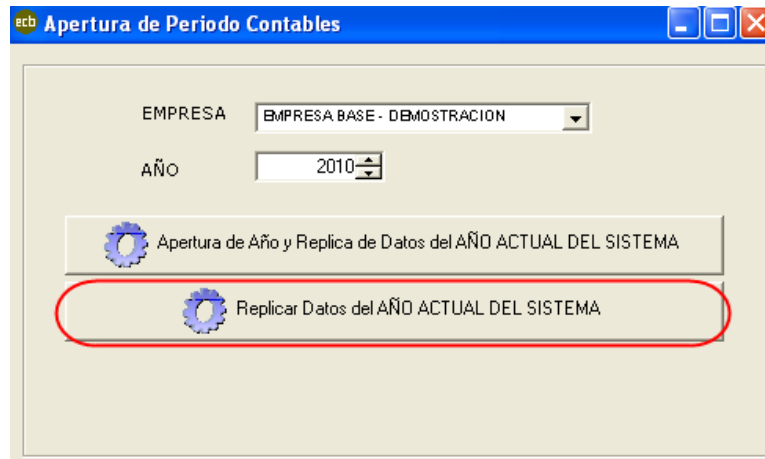 ecb Apertura de Periodo Contables
EMPRESA EMPRESA BASE - DEMOSTRACION
AÑO 2010
Apertura de Año y Replica de Datos del AÑO ACTUAL DEL SISTEMA
Replicar Datos del AÑO ACTUAL DEL SISTEMA